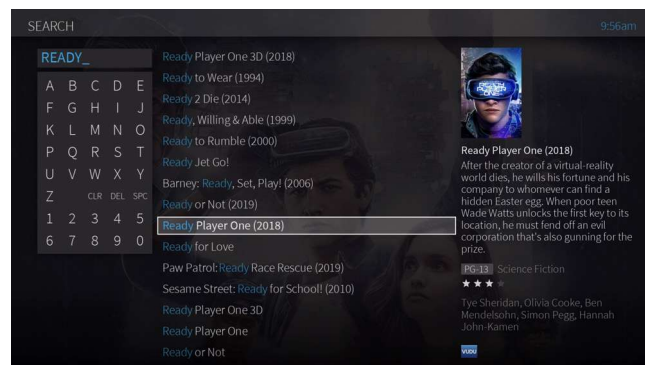 SEARCH
9:56am
READY_
A B C D E
F G H I J
K L M N O
P Q R S T
U V W X Y
Z CLR DEL SPC
1 2 3 4 5
6 7 8 9 0
Ready Player One 3D (2018)
Ready to Wear (1994)
Ready 2 Die (2014)
Ready, Willing & Able (1999)
Ready to Rumble (2000)
Ready Jet Go!
Barney: Ready, Set, Play! (2006)
Ready or Not (2019)
Ready Player One (2018)
Ready for Love
Paw Patrol:Ready Race Rescue (2019)
Sesame Street: Ready for School! (2010)
Ready Player One 3D
Ready Player One
Ready or Not
READY
PLAYER
ONE
Ready Player One (2018)
After the creator of a virtual-reality
world dies, he wills his fortune and his
company to whomever can find a
hidden Easter egg. When poor teen
Wade Watts unlocks the first key to its
location, he must fend off an evil
corporation that's also gunning for the
prize.
PG-13 Science Fiction
Tye Sheridan, Olivia Cooke, Ben
Mendelsohn, Simon Pegg, Hannah
John-Kamen
VUDU